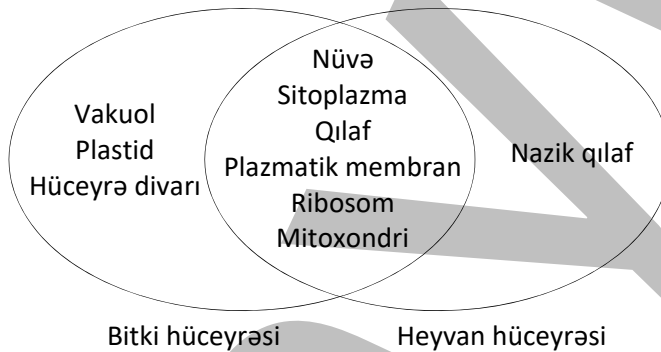 Vakuol
Plastid
Hüceyrə divarı
Nüvə
Sitoplazma
Qılaf
Plazmatik membran
Ribosom
Mitoxondri
Nazik qılaf
Bitki hüceyrəsi
Heyvan hüceyrəsi